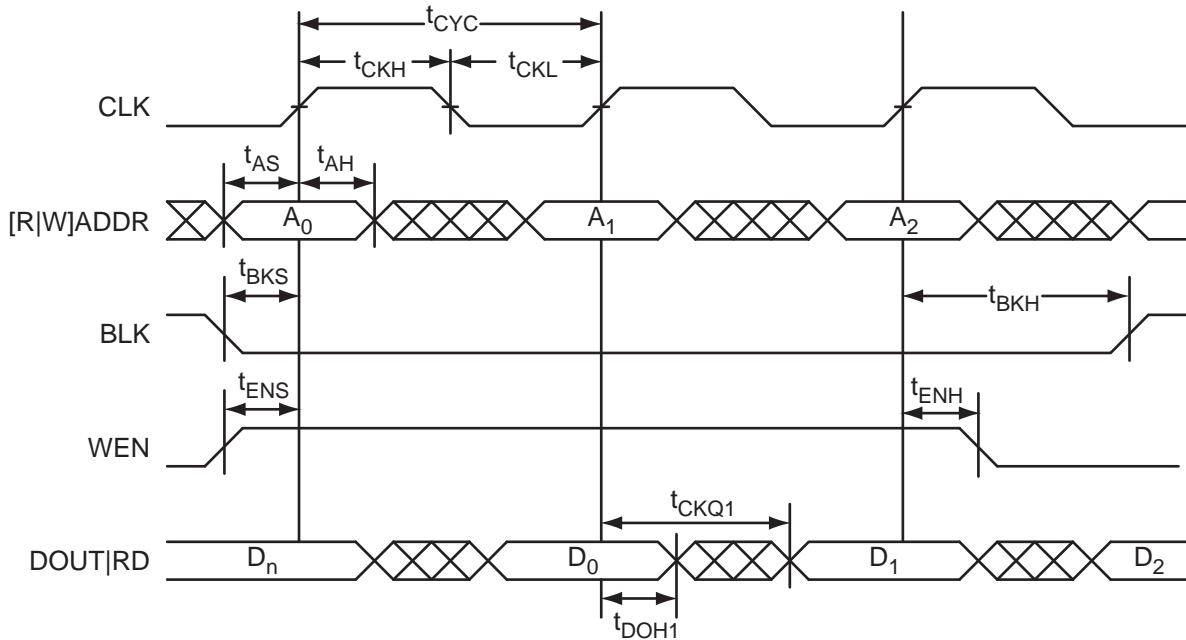 tCYC
tCKH tCKL
CLK
tAS tAH
[R|W]ADDR A0 A1 A2
tBKS tBKH
BLK
tENS tENH
WEN
tCKQ1
DOUT|RD Dn D0 D1 D2
tDOH1